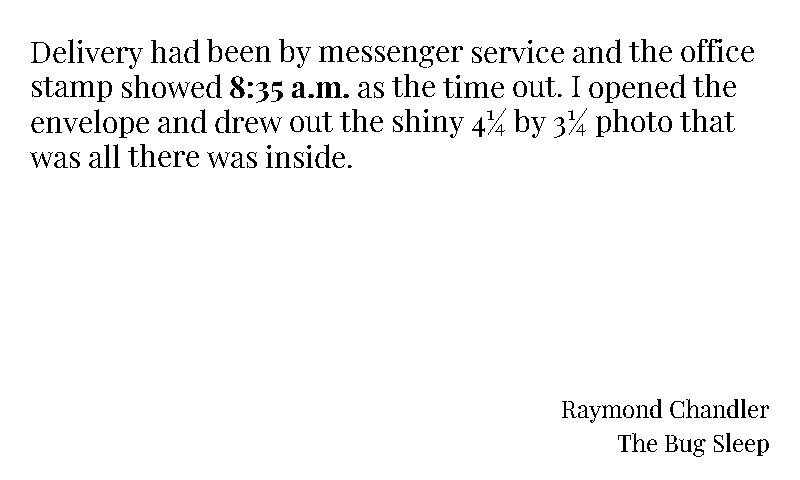 Delivery had been by messenger service and the office
stamp showed 8:35 a.m. as the time out. I opened the
envelope and drew out the shiny 4¼ by 3¼ photo that
was all there was inside.
Raymond Chandler
The Bug Sleep